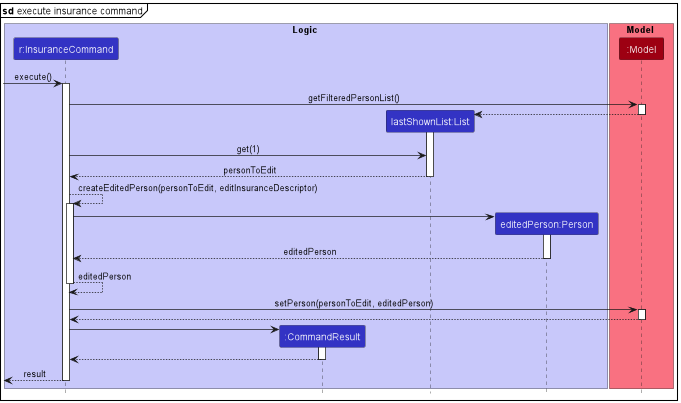 sd execute insurance command
Logic
Model
r:InsuranceCommand
:Model
execute()
getFilteredPersonList()
lastShownList:List
get(1)
personToEdit
createEditedPerson(personToEdit, editInsuranceDescriptor)
editedPerson:Person
editedPerson
editedPerson
setPerson(personToEdit, editedPerson)
:CommandResult
result